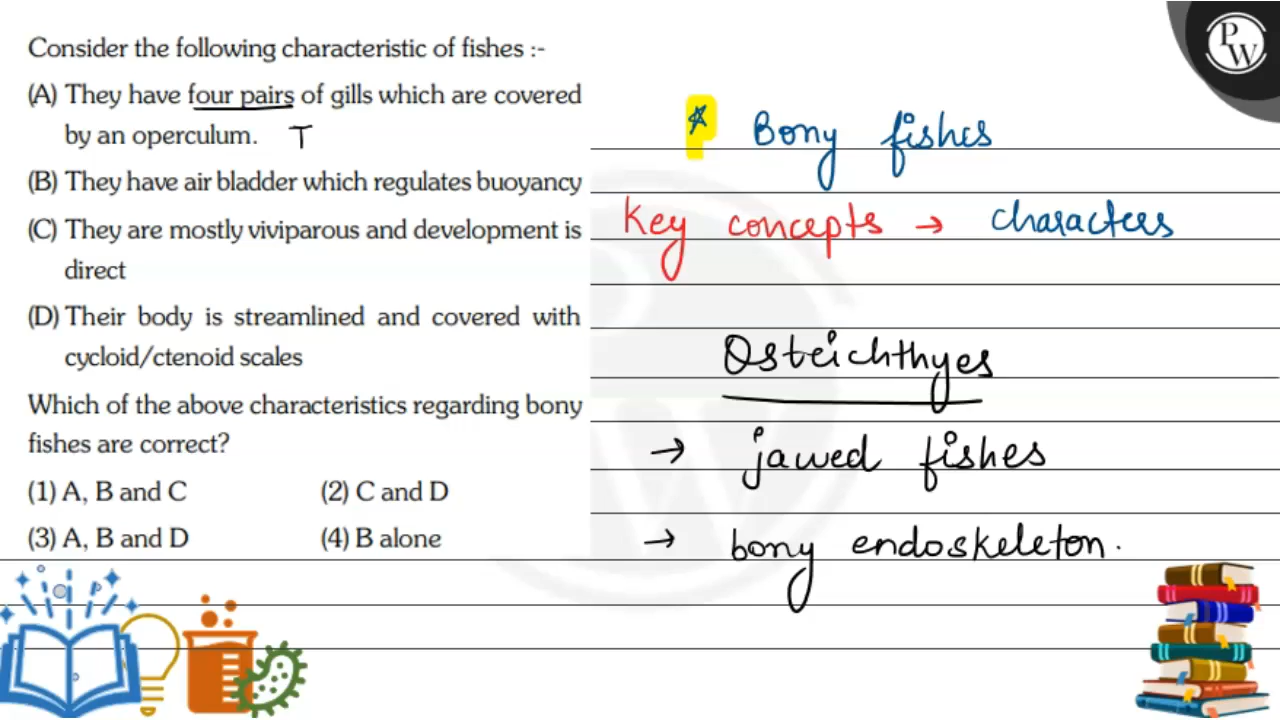 Consider the following characteristic of fishes :-
(A) They have four pairs of gills which are covered
by an operculum. T
(B) They have air bladder which regulates buoyancy
(C) They are mostly viviparous and development is
direct
(D) Their body is streamlined and covered with
cycloid/ctenoid scales
Which of the above characteristics regarding bony
fishes are correct?
(1) A, B and C
(2) C and D
(3) A, B and D
(4) B alone
P
W
Bony fishes
Key concepts → characters
Osteichthyes
→ jawed fishes
→ bony endoskeleton.